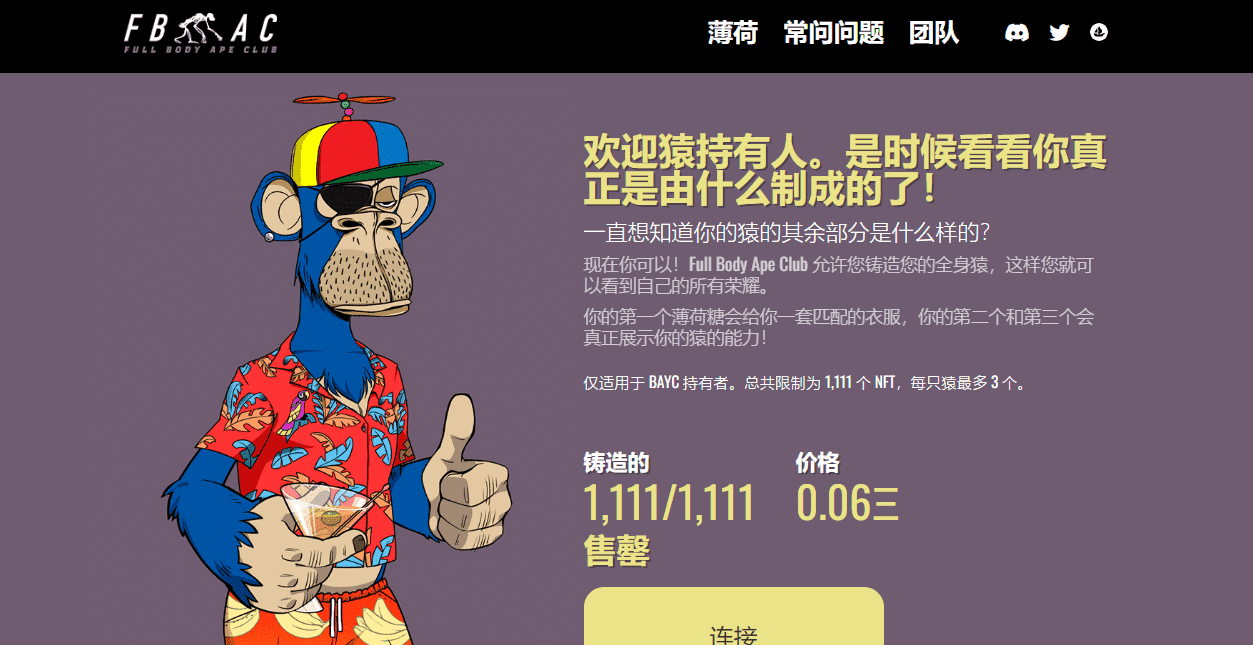 FB AC
FULL BODY APE CLUB
薄荷 常问问题 团队
欢迎猿持有人。是时候看看你真
正是由什么制成的了！
一直想知道你的猿的其余部分是什么样的？
现在你可以！Full Body Ape Club 允许您铸造您的全身猿，这样您就可
以看到自己的所有荣耀。
你的第一个薄荷糖会给你一套匹配的衣服，你的第二个和第三个会
真正展示你的猿的能力！
仅适用于 BAYC 持有者。总共限制为 1,111 个 NFT，每只猿最多 3 个。
铸造的 价格
1,111/1,111 0.06Ξ
售罄
连接